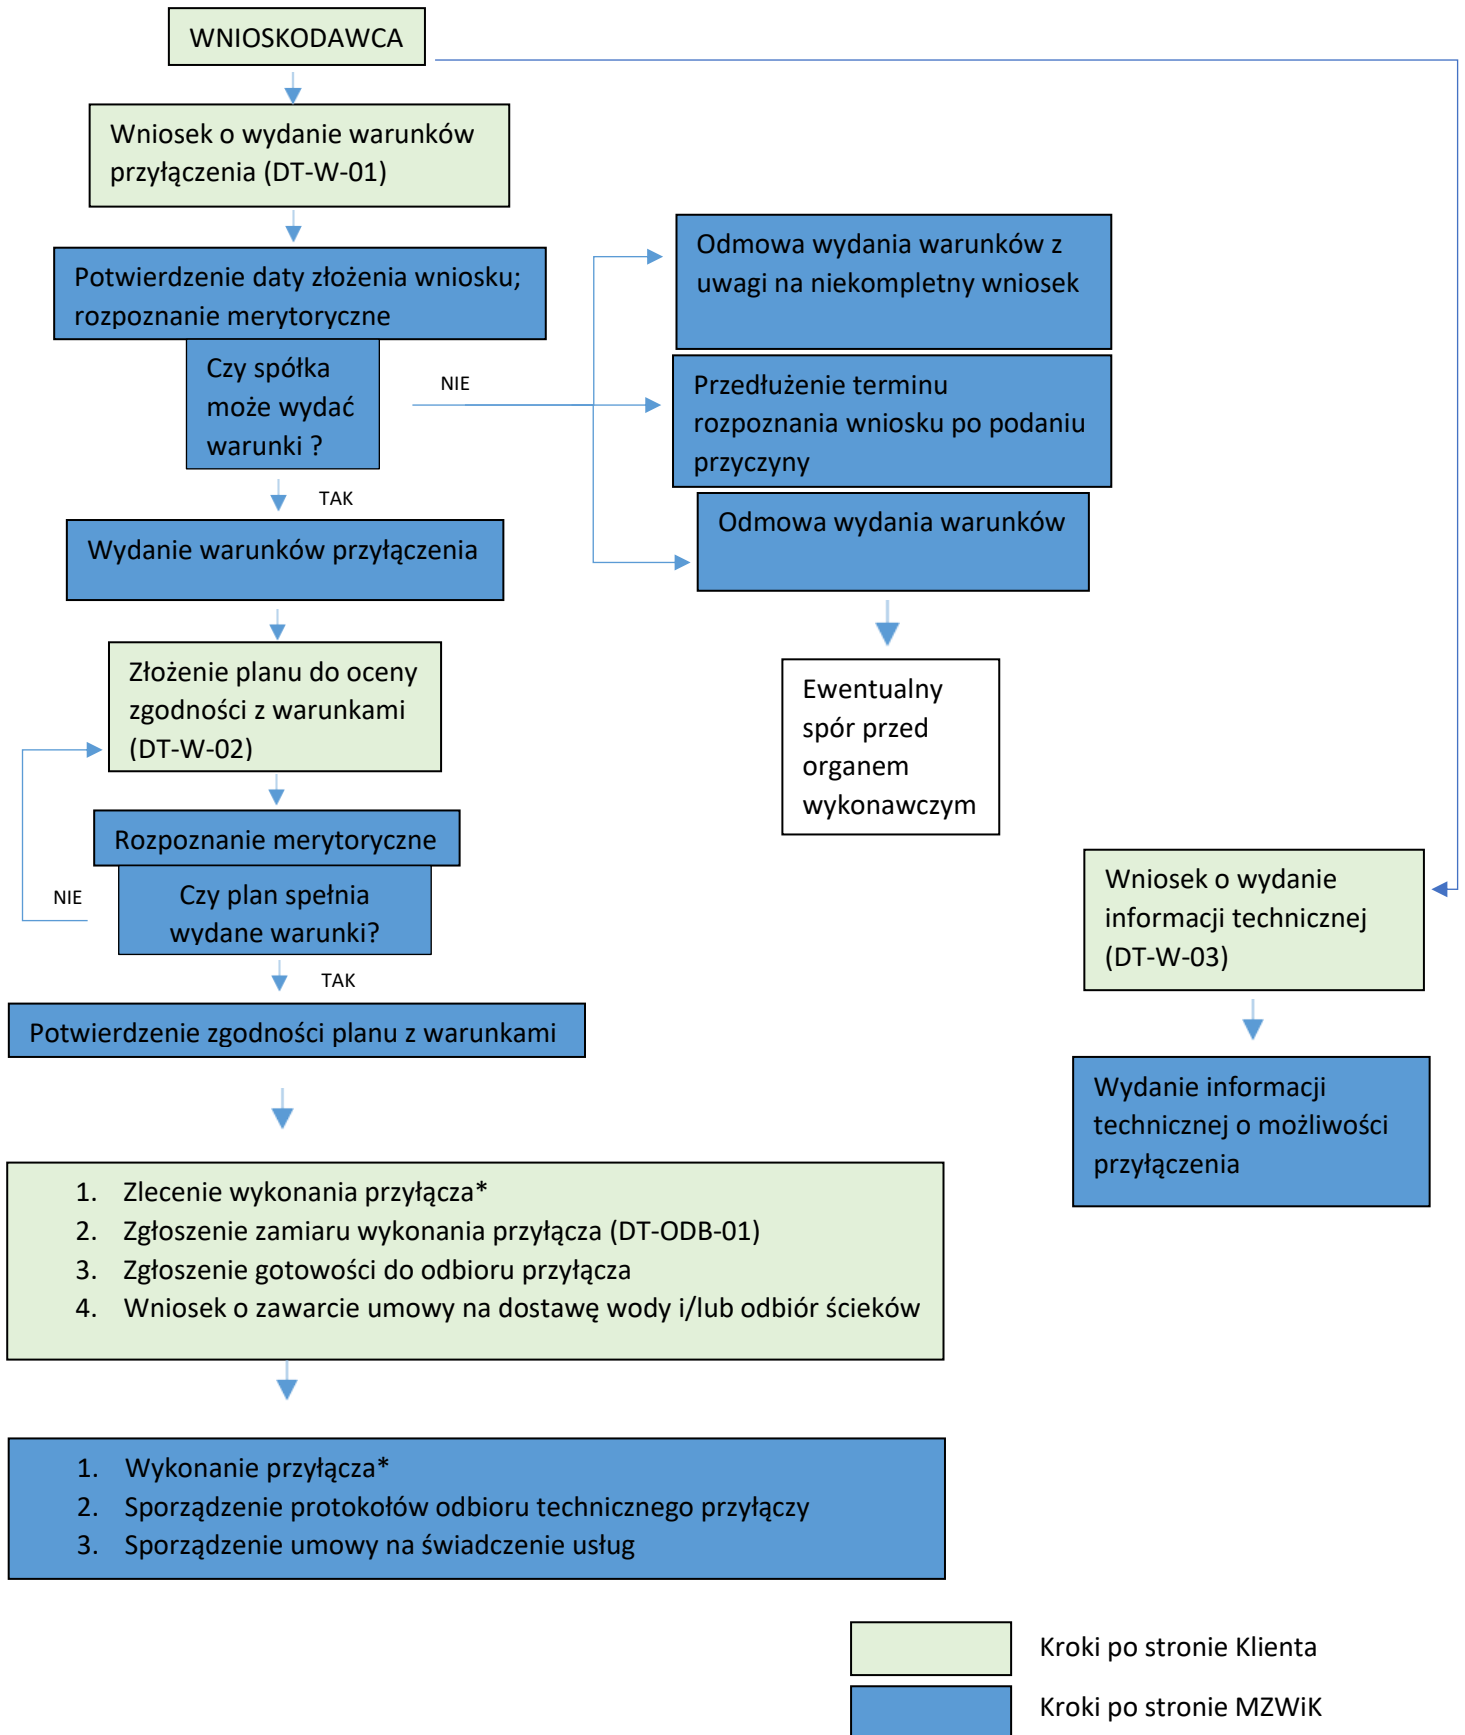 WNIOSKODAWCA
Wniosek o wydanie warunków
przyłączenia (DT-W-01)
Potwierdzenie daty złożenia wniosku;
rozpoznanie merytoryczne
Czy spółka
może wydać
warunki ?
NIE
Odmowa wydania warunków z
uwagi na niekompletny wniosek
Przedłużenie terminu
rozpoznania wniosku po podaniu
przyczyny
Odmowa wydania warunków
TAK
Wydanie warunków przyłączenia
Ewentualny
spór przed
organem
wykonawczym
Złożenie planu do oceny
zgodności z warunkami
(DT-W-02)
Rozpoznanie merytoryczne
Czy plan spełnia
wydane warunki?
NIE
TAK
Potwierdzenie zgodności planu z warunkami
Wniosek o wydanie
informacji technicznej
(DT-W-03)
Wydanie informacji
technicznej o możliwości
przyłączenia
1. Zlecenie wykonania przyłącza*
2. Zgłoszenie zamiaru wykonania przyłącza (DT-ODB-01)
3. Zgłoszenie gotowości do odbioru przyłącza
4. Wniosek o zawarcie umowy na dostawę wody i/lub odbiór ścieków
1. Wykonanie przyłącza*
2. Sporządzenie protokołów odbioru technicznego przyłączy
3. Sporządzenie umowy na świadczenie usług
Kroki po stronie Klienta
Kroki po stronie MZWiK